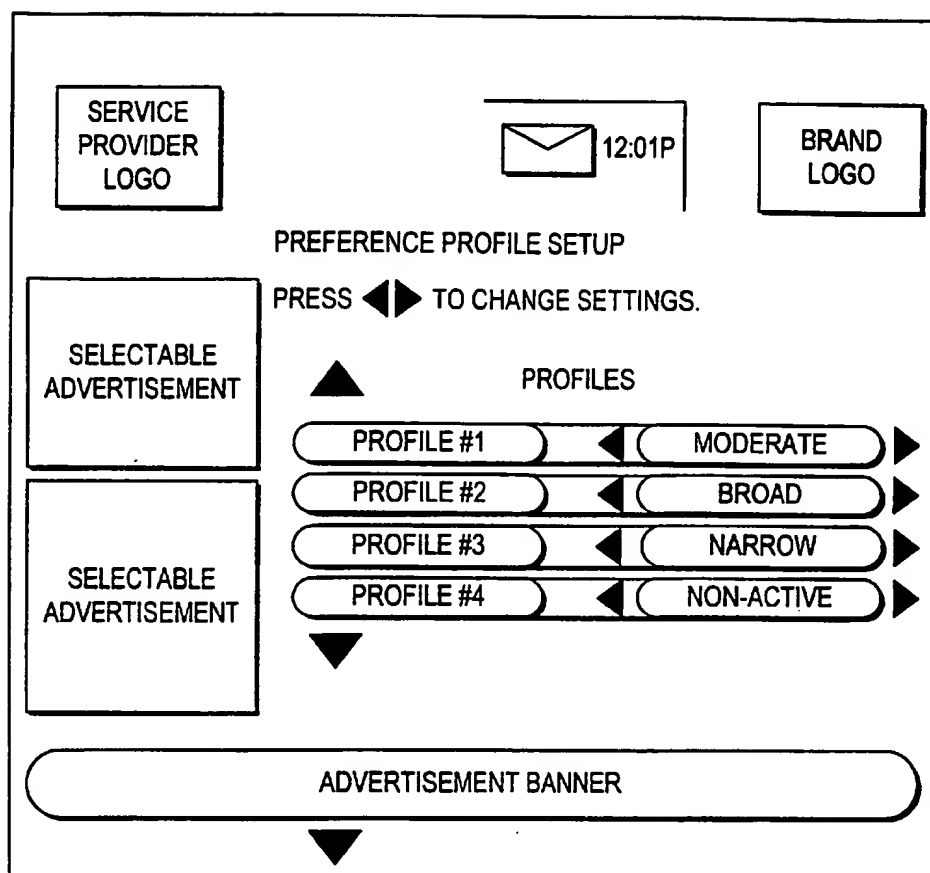 SERVICE
PROVIDER
LOGO
12:01P
BRAND
LOGO
PREFERENCE PROFILE SETUP
PRESS ◀▶ TO CHANGE SETTINGS.
SELECTABLE
ADVERTISEMENT
PROFILES
PROFILE #1 MODERATE
PROFILE #2 BROAD
PROFILE #3 NARROW
PROFILE #4 NON-ACTIVE
SELECTABLE
ADVERTISEMENT
ADVERTISEMENT BANNER